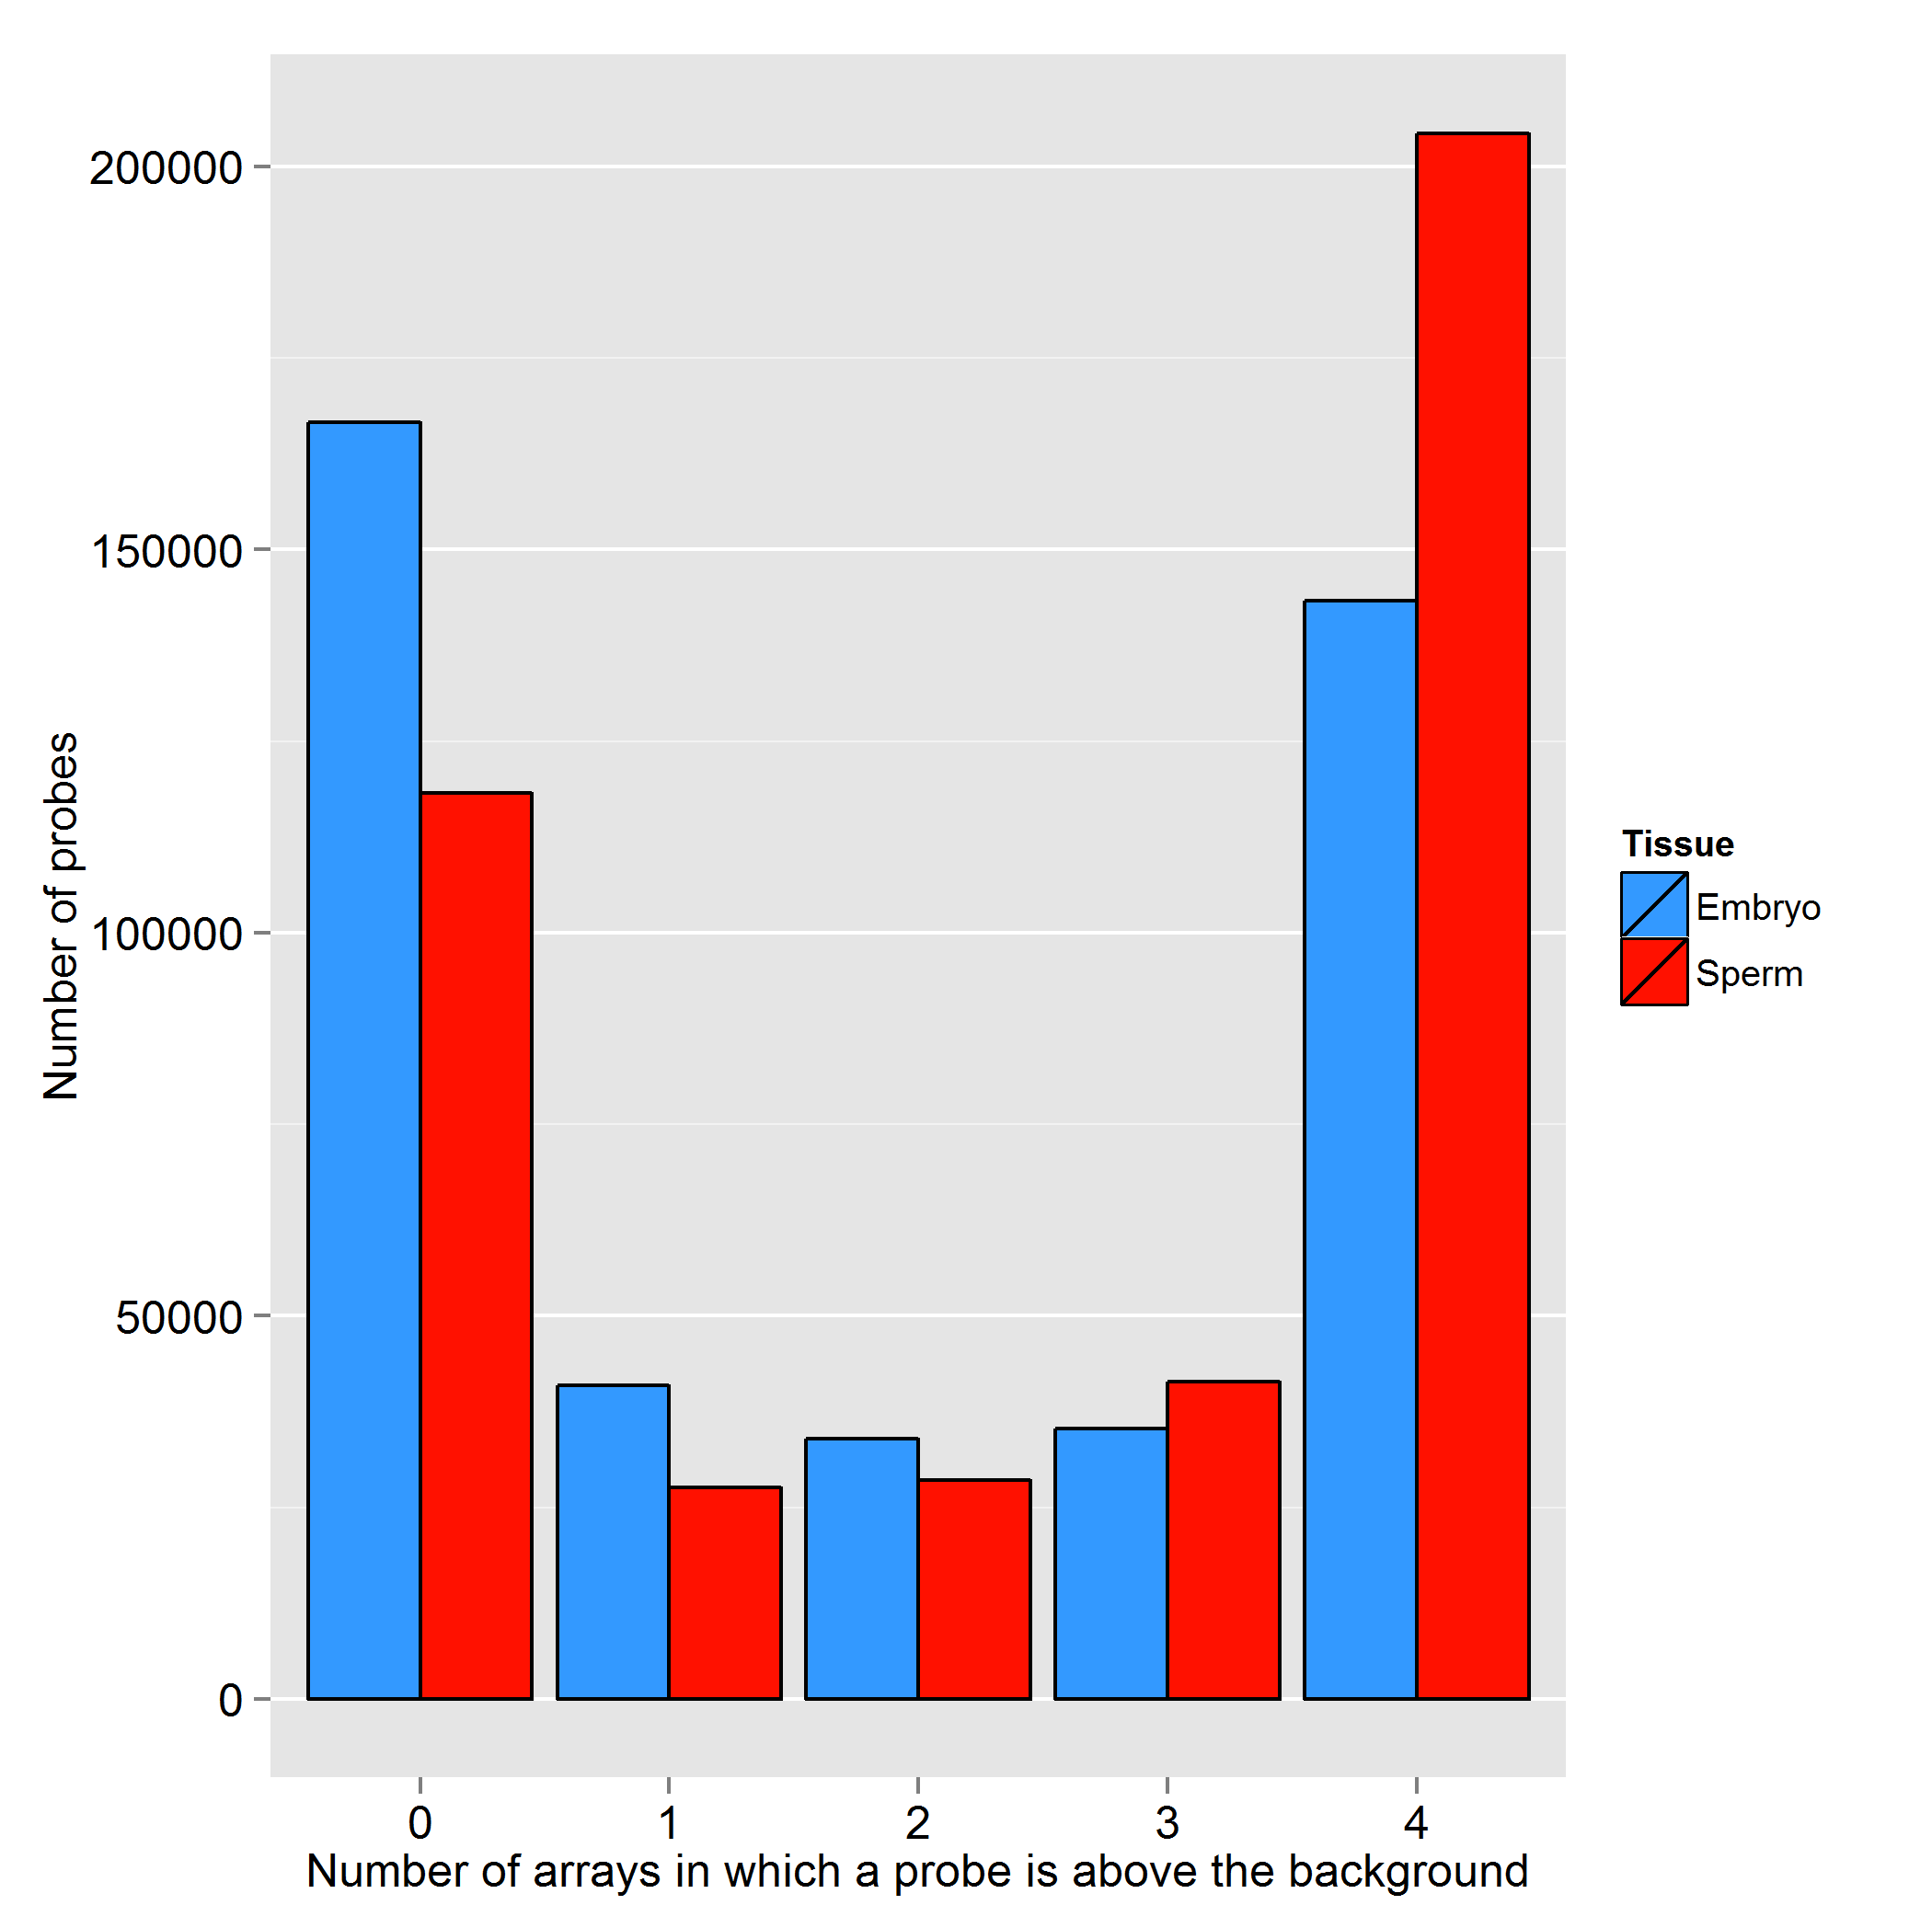 200000
150000
100000
50000
0
Number of probes
0 1 2 3 4
Number of arrays in which a probe is above the background
Tissue
Embryo
Sperm